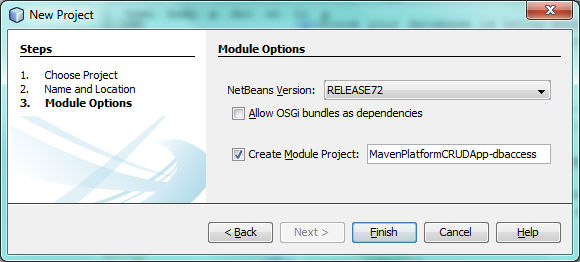 New Project
Steps
1. Choose Project
2. Name and Location
3. Module Options
Module Options
NetBeans Version: RELEASE72
Allow OSGi bundles as dependencies
Create Module Project: MavenPlatformCRUDApp-dbaccess
< Back Next > Finish Cancel Help